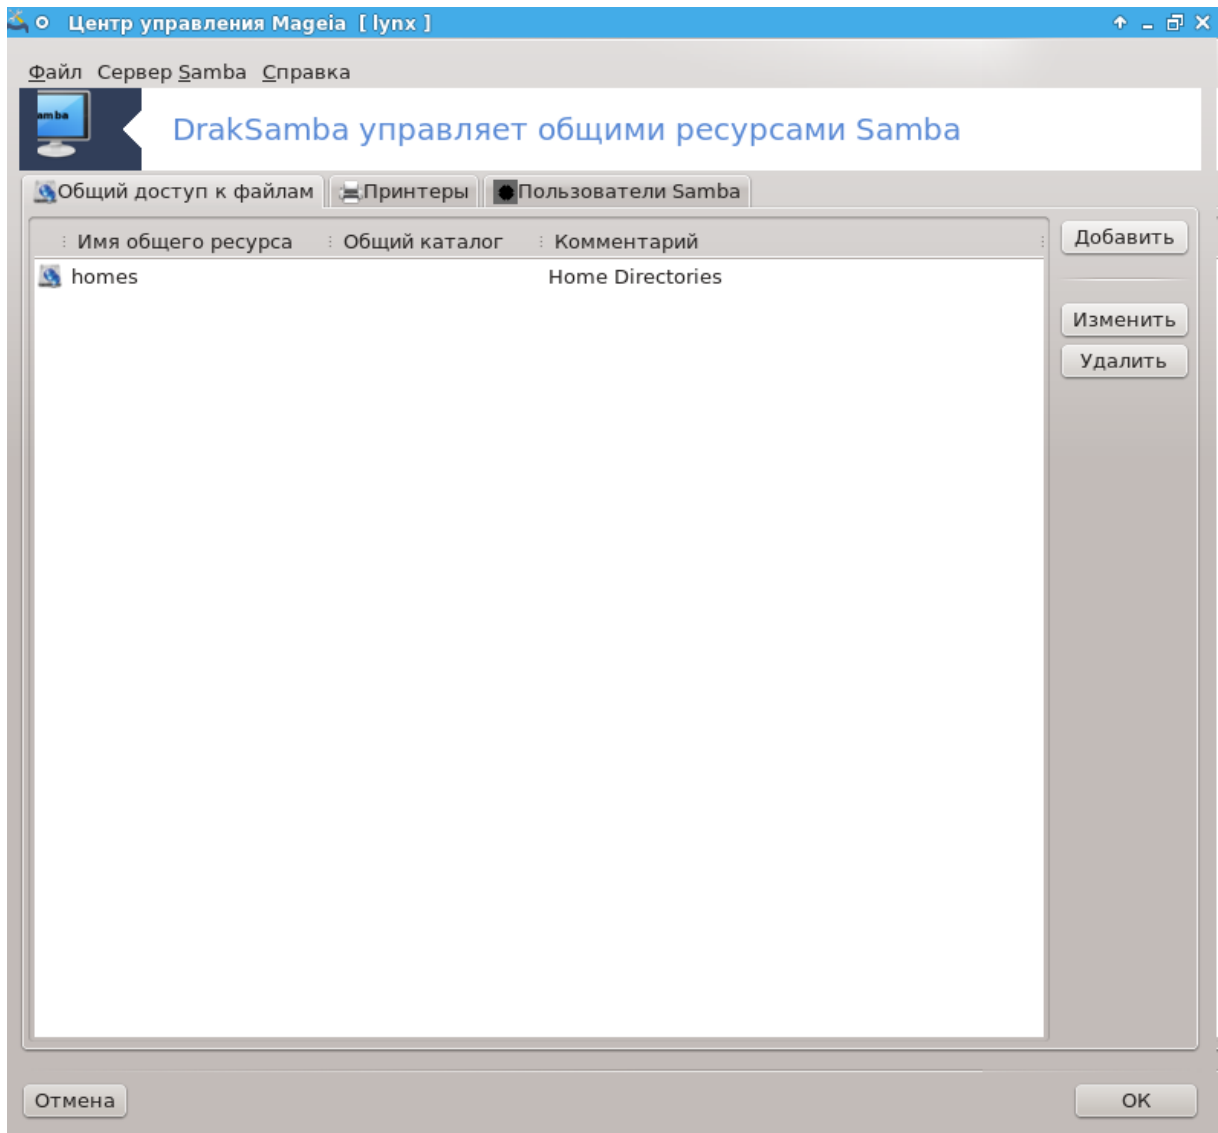 Центр управления Mageia [ lynx ]
Файл Сервер Samba Справка
amba
DrakSamba управляет общими ресурсами Samba
Общий доступ к файлам Принтеры Пользователи Samba
Имя общего ресурса Общий каталог Комментарий
Добавить
homes Home Directories
Изменить
Удалить
Отмена OK